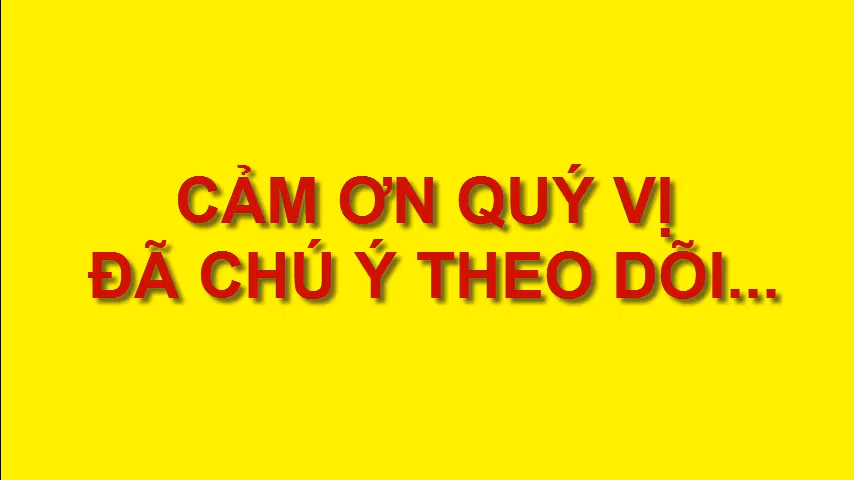 CẢM ƠN QUÝ VỊ
ĐÃ CHÚ Ý THEO DÕI...